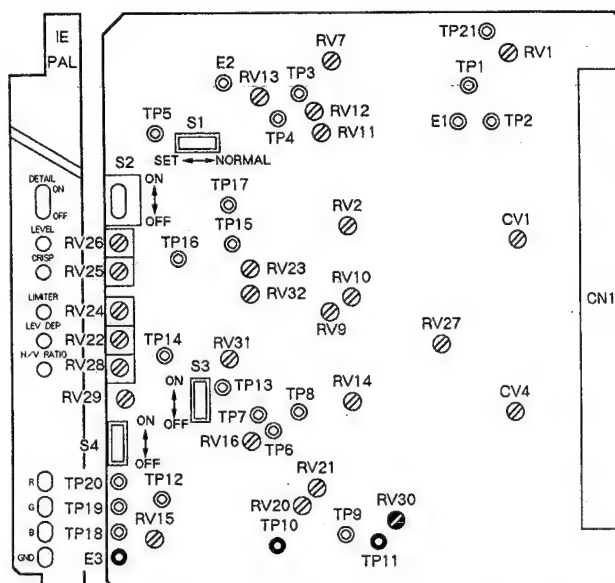 IE
PAL
TP21
RV7
RV1
E2
RV13
TP3
TP1
RV12
TP5
S1
TP4
RV11
E1
TP2
SET
NORMAL
DETAIL
ON
OFF
S2
ON
OFF
TP17
RV2
CV1
LEVEL
RV26
TP15
CRISP
RV25
TP16
RV23
RV32
RV10
CN1
LIMITER
RV24
RV9
LEV DEP
RV22
RV27
H/V RATIO
RV28
TP14
RV31
S3
ON
OFF
TP13
RV29
TP8
RV14
CV4
TP7
S4
ON
OFF
RV16
TP6
R
TP20
TP12
RV21
G
TP19
RV20
RV30
B
TP18
RV15
TP10
TP9
TP11
GND
E3